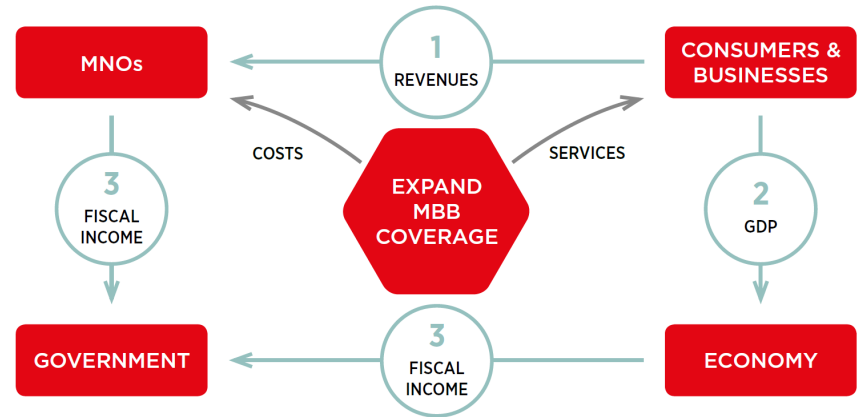 MNOs
1
REVENUES
CONSUMERS &
BUSINESSES
COSTS
SERVICES
EXPAND
MBB
COVERAGE
3
FISCAL
INCOME
2
GDP
GOVERNMENT
3
FISCAL
INCOME
ECONOMY